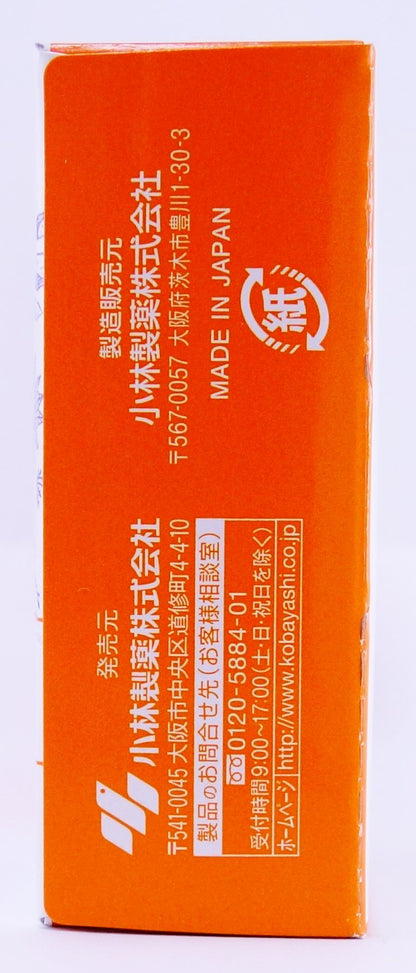 発売元
小林製薬株式会社
〒541-0045 大阪市中央区道修町4-4-10
製品のお問合せ先(お客様相談室)
0120-5884-01
受付時間9:00~17:00(土・日・祝日を除く)
ホームページ http://www.kobayashi.co.jp
製造販売元
小林製薬株式会社
〒567-0057 大阪府茨木市豊川1-30-3
MADE IN JAPAN
紙